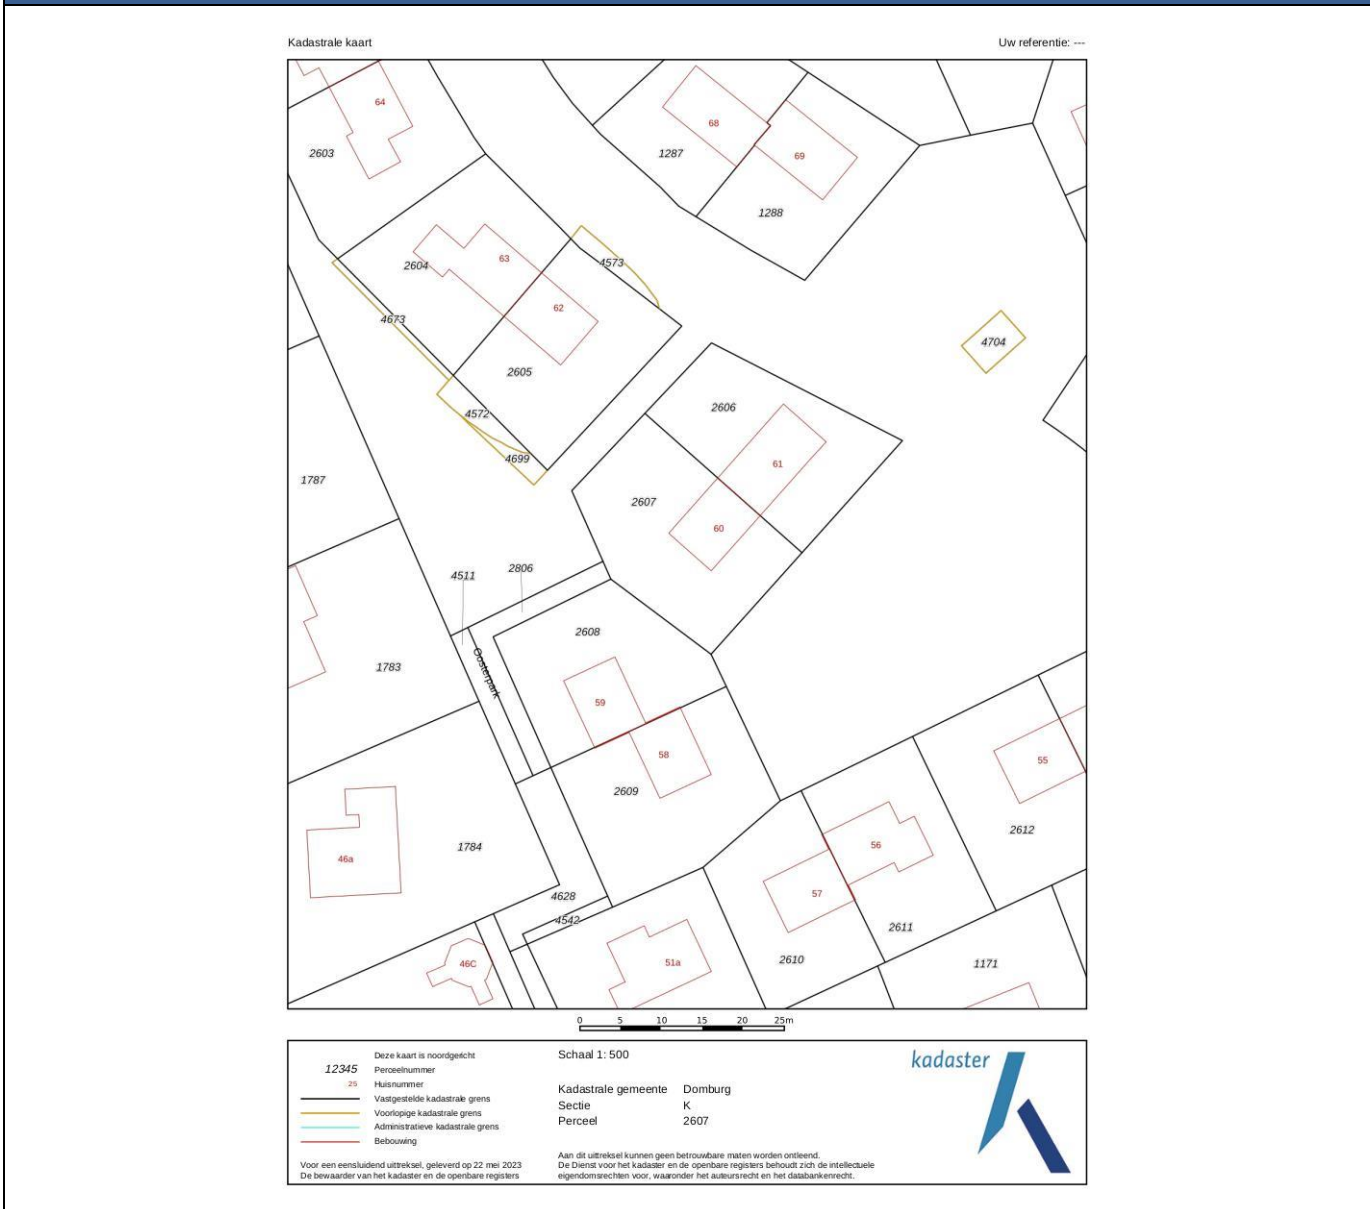 Kadastrale kaart
Uw referentie: ---
64
68
2603
1287
69
1288
2604
63
4573
62
4673
4704
2605
2606
4572
4699
61
1787
2607
60
4511
2806
2608
1783
Oosterpark
59
58
55
2609
2612
46a
1784
56
57
4628
4542
2611
46C
51a
2610
1171
0 5 10 15 20 25m
Deze kaart is noordgericht
12345 Perceelnummer
25 Huisnummer
Vastgestelde kadastrale grens
Voorlopige kadastrale grens
Administratieve kadastrale grens
Bebouwing
Voor een eensluidend uittreksel, geleverd op 22 mei 2023
De bewaarder van het kadaster en de openbare registers
Schaal 1: 500
Kadastrale gemeente Domburg
Sectie K
Perceel 2607
Aan dit uittreksel kunnen geen betrouwbare maten worden ontleend.
De Dienst voor het kadaster en de openbare registers behoudt zich de intellectuele
eigendomsrechten voor, waaronder het auteursrecht en het databankenrecht.
kadaster